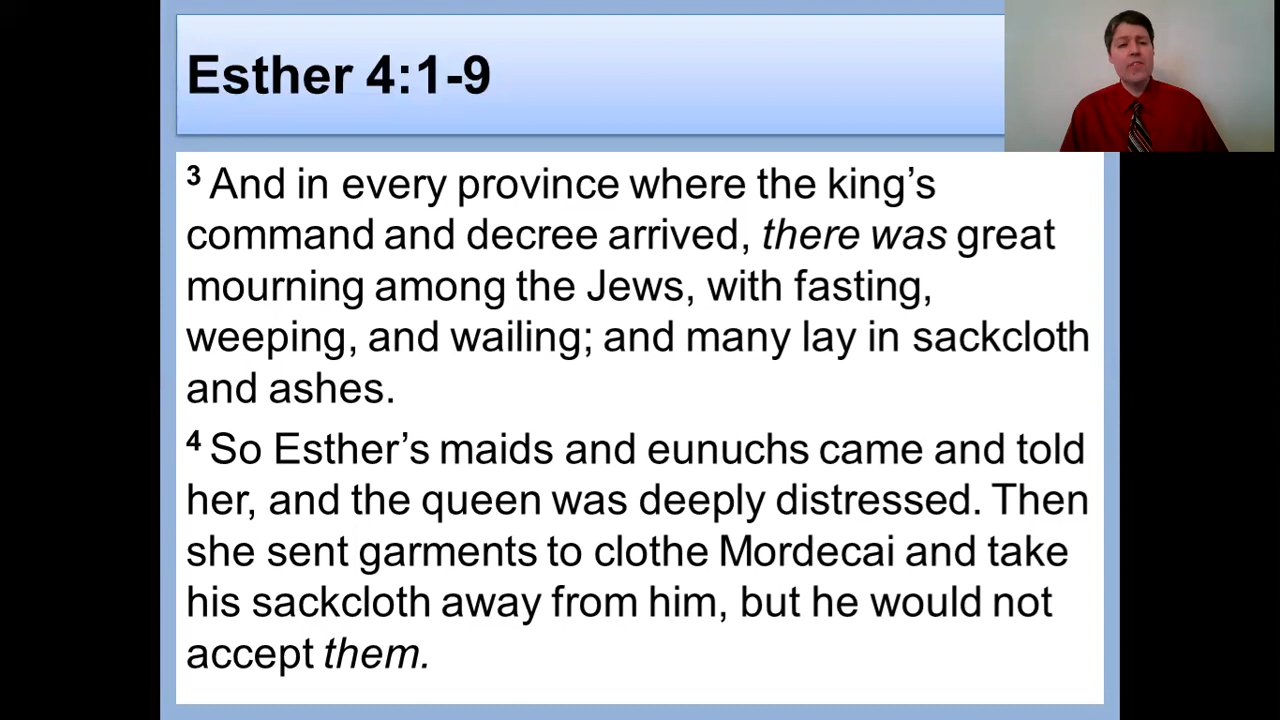 Esther 4:1-9
3 And in every province where the king’s
command and decree arrived, there was great
mourning among the Jews, with fasting,
weeping, and wailing; and many lay in sackcloth
and ashes.
4 So Esther’s maids and eunuchs came and told
her, and the queen was deeply distressed. Then
she sent garments to clothe Mordecai and take
his sackcloth away from him, but he would not
accept them.